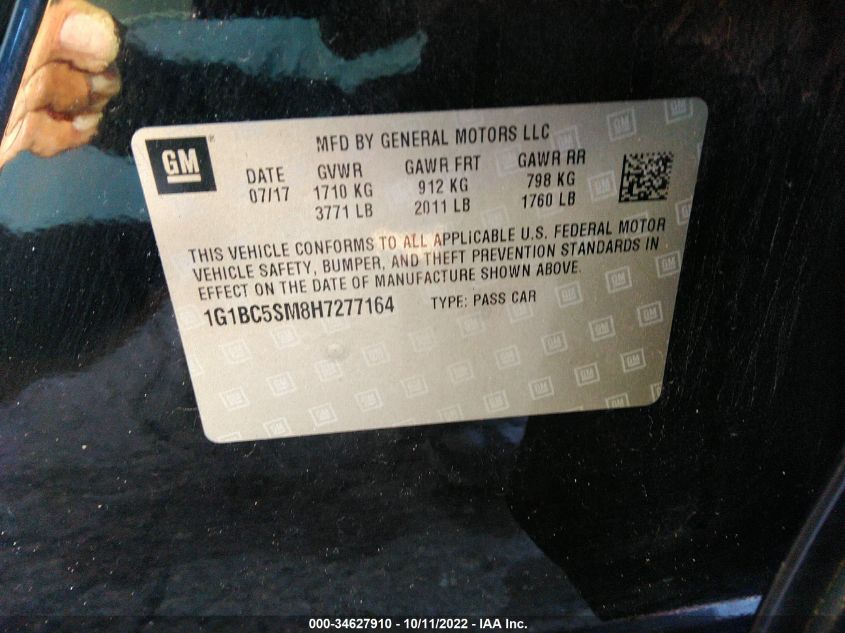 GM
MFD BY GENERAL MOTORS LLC
DATE GVWR GAWR FRT GAWR RR
07/17 1710 KG 912 KG 798 KG
3771 LB 2011 LB 1760 LB
THIS VEHICLE CONFORMS TO ALL APPLICABLE U.S. FEDERAL MOTOR
VEHICLE SAFETY, BUMPER, AND THEFT PREVENTION STANDARDS IN
EFFECT ON THE DATE OF MANUFACTURE SHOWN ABOVE.
1G1BC5SM8H7277164 TYPE: PASS CAR
000-34627910 - 10/11/2022 - IAA Inc.